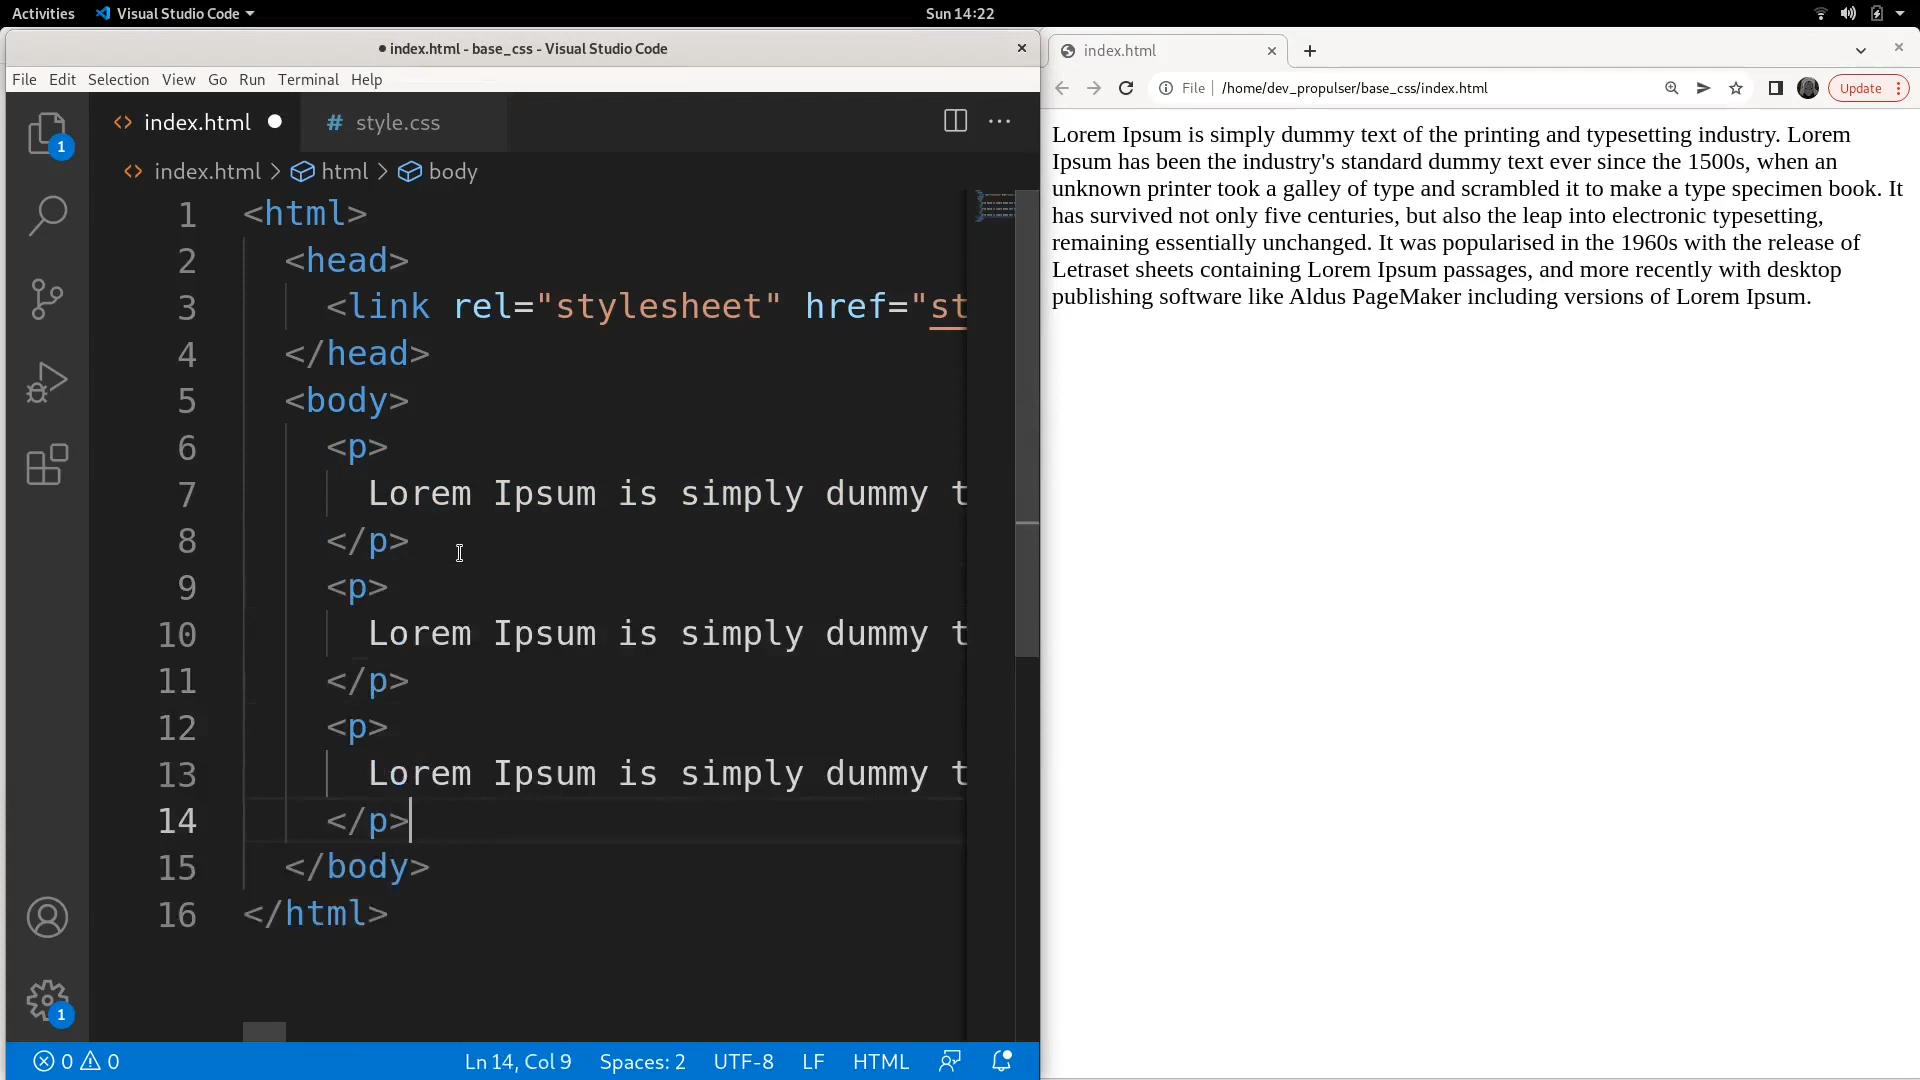 Activities Visual Studio Code Sun 14:22
index.html - base_css - Visual Studio Code
File Edit Selection View Go Run Terminal Help
index.html style.css
index.html > html > body
1 <html>
2 <head>
3 <link rel="stylesheet" href="st
4 </head>
5 <body>
6 <p>
7 Lorem Ipsum is simply dummy t
8 </p>
9 <p>
10 Lorem Ipsum is simply dummy t
11 </p>
12 <p>
13 Lorem Ipsum is simply dummy t
14 </p>
15 </body>
16 </html>
1
1
0 0 Ln 14, Col 9 Spaces: 2 UTF-8 LF HTML
index.html
File /home/dev_propulser/base_css/index.html Update
Lorem Ipsum is simply dummy text of the printing and typesetting industry. Lorem
Ipsum has been the industry's standard dummy text ever since the 1500s, when an
unknown printer took a galley of type and scrambled it to make a type specimen book. It
has survived not only five centuries, but also the leap into electronic typesetting,
remaining essentially unchanged. It was popularised in the 1960s with the release of
Letraset sheets containing Lorem Ipsum passages, and more recently with desktop
publishing software like Aldus PageMaker including versions of Lorem Ipsum.